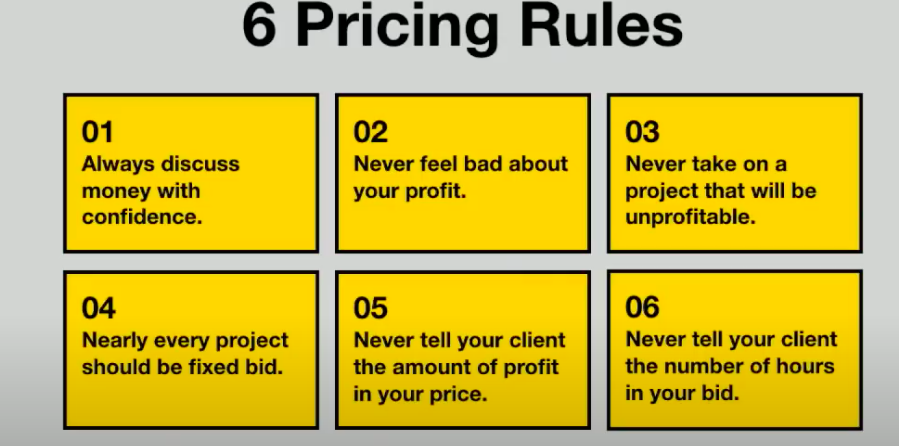 6 Pricing Rules
01
Always discuss
money with
confidence.
02
Never feel bad about
your profit.
03
Never take on a
project that will be
unprofitable.
04
Nearly every project
should be fixed bid.
05
Never tell your client
the amount of profit
in your price.
06
Never tell your client
the number of hours
in your bid.